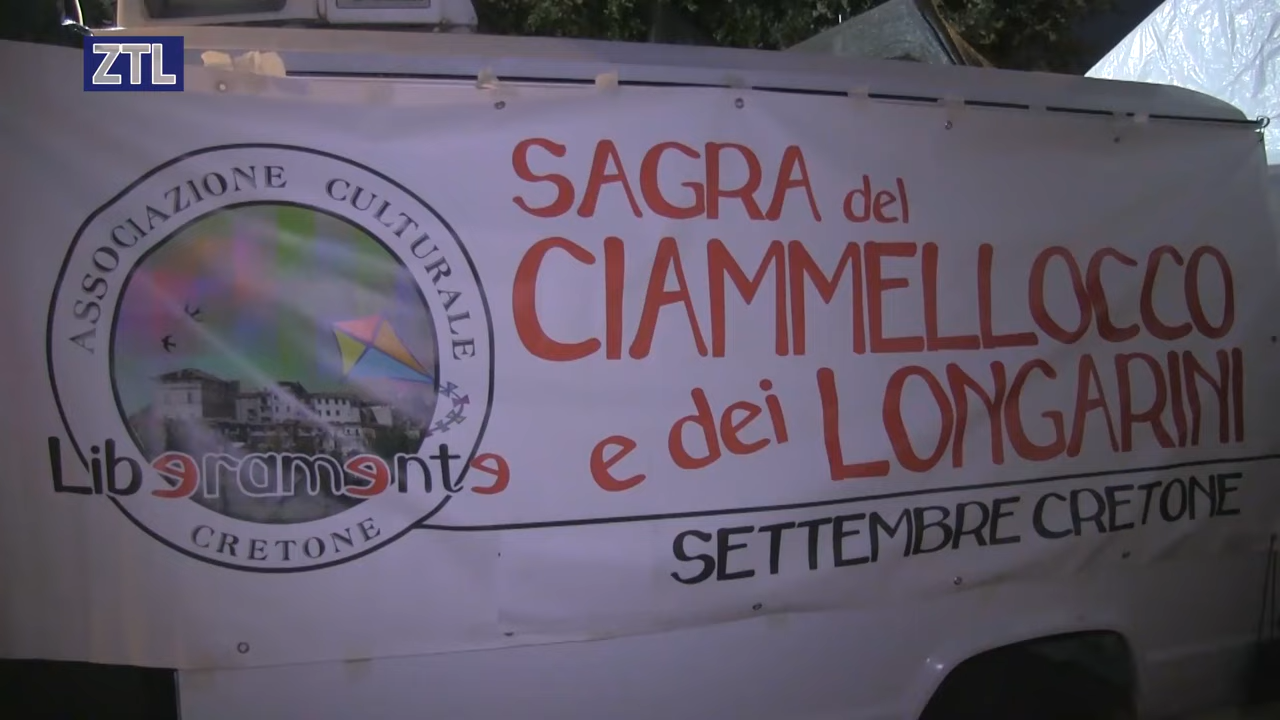 ZTL
ASSOCIAZIONE CULTURALE
Liberamente
CRETONE
SAGRA del
CIAMMELLOCCO
e dei LONGARINI
SETTEMBRE CRETONE